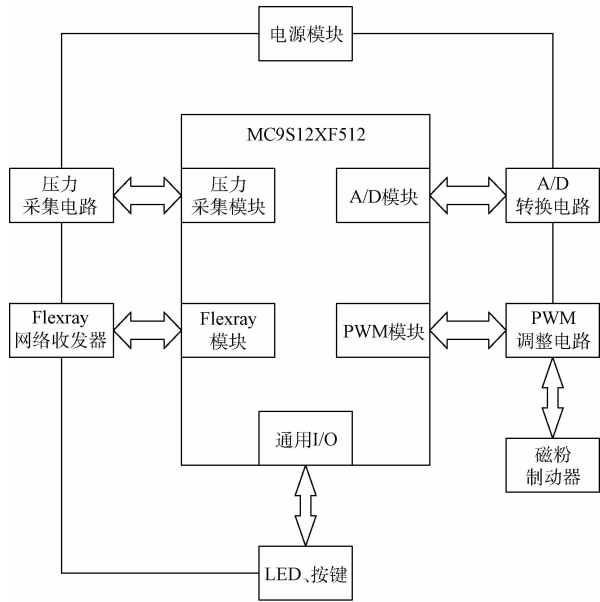 电源模块
MC9S12XF512
压力
采集电路
压力
采集模块
A/D模块
A/D
转换电路
Flexray
网络收发器
Flexray
模块
PWM模块
PWM
调整电路
通用I/O
磁粉
制动器
LED、按键